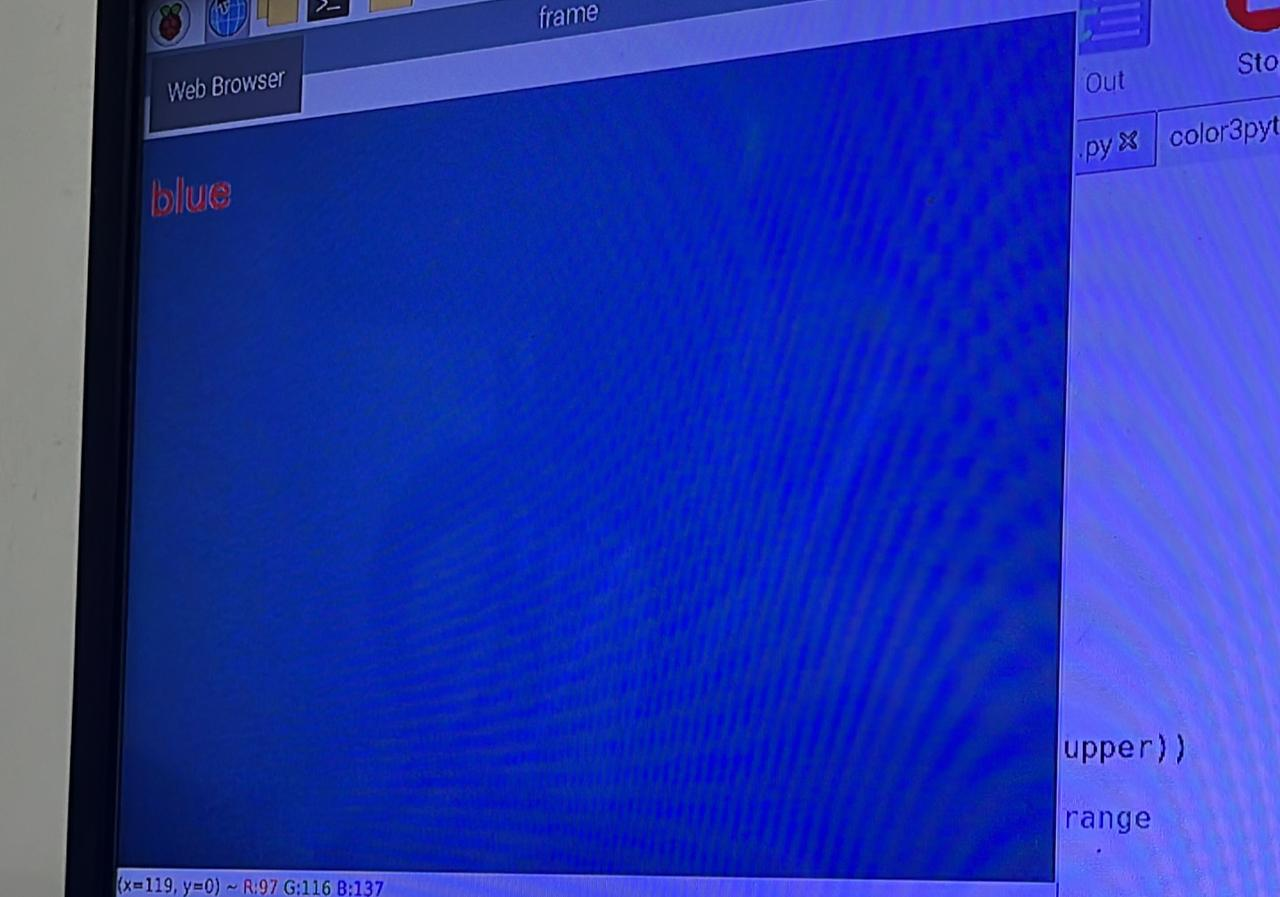 frame
Web Browser
Out
Sto
.py
color3pyt
blue
upper))
range
(x=119, y=0) ~ R:97 G:116 B:137